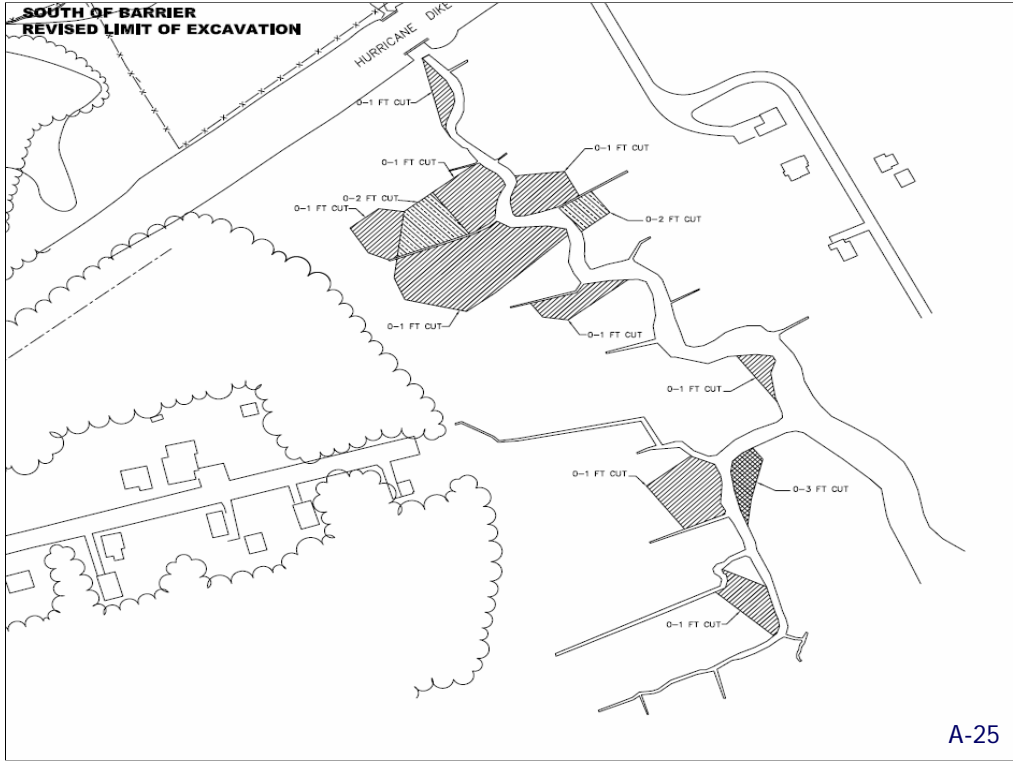 SOUTH OF BARRIER
REVISED LIMIT OF EXCAVATION
HURRICANE DIKE
0-1 FT CUT
0-1 FT CUT
0-1 FT CUT
0-2 FT CUT
0-1 FT CUT
0-2 FT CUT
0-1 FT CUT
0-1 FT CUT
0-1 FT CUT
0-1 FT CUT
0-3 FT CUT
0-1 FT CUT
A-25